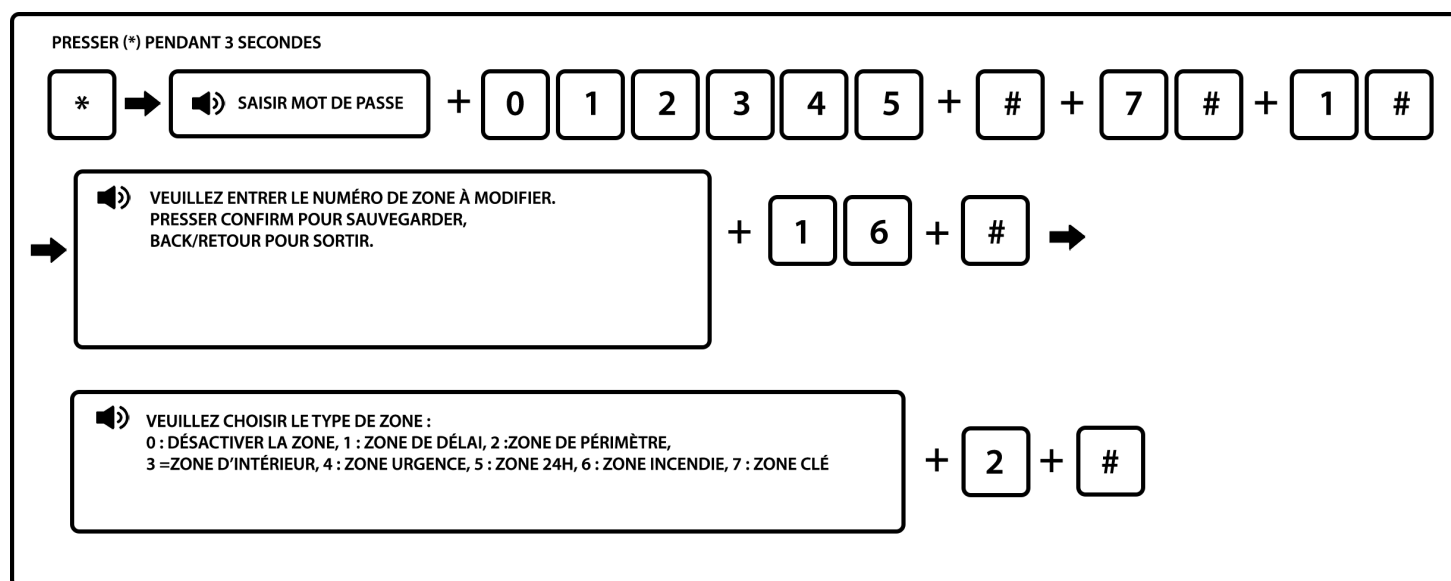 PRESSER (*) PENDANT 3 SECONDES
* SAISIR MOT DE PASSE + 0 1 2 3 4 5 + # + 7 # + 1 #
VEUILLEZ ENTRER LE NUMÉRO DE ZONE À MODIFIER.
PRESSER CONFIRM POUR SAUVEGARDER,
BACK/RETOUR POUR SORTIR.
+ 1 6 + #
VEUILLEZ CHOISIR LE TYPE DE ZONE :
0 : DÉSACTIVER LA ZONE, 1 : ZONE DE DÉLAI, 2 :ZONE DE PÉRIMÈTRE,
3 =ZONE D'INTÉRIEUR, 4 : ZONE URGENCE, 5 : ZONE 24H, 6 : ZONE INCENDIE, 7 : ZONE CLÉ
+ 2 + #